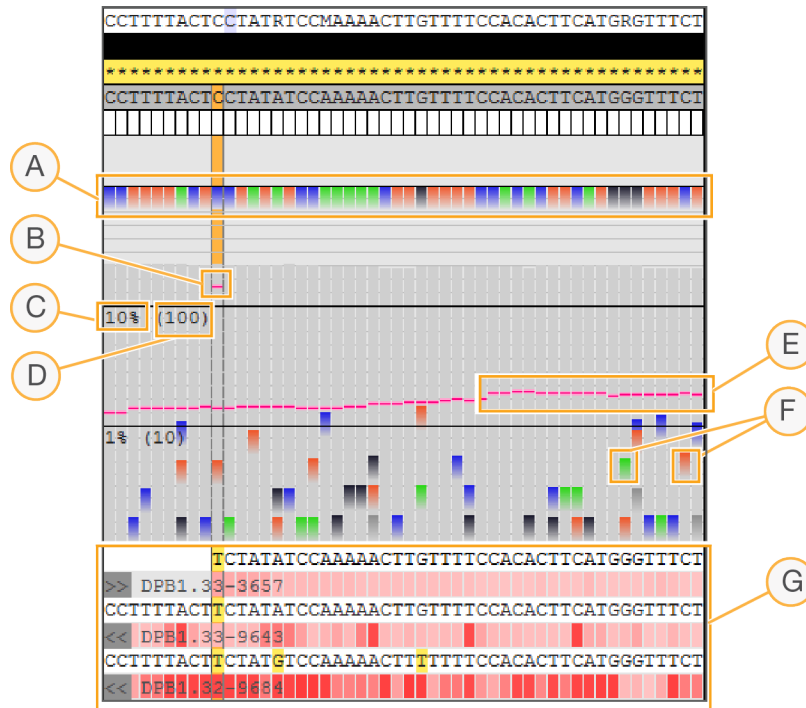 CCTTTTACTCCTATRTCCMAAAACTTGTTTTCCACACTTCATGRGTTTCT
**************************************************
CCTTTTACTCCTATATCCAAAAACTTGTTTTCCACACTTCATGGGTTTCT
A
B
C
10% (100)
D
E
F
1% (10)
TCTATATCCAAAAACTTGTTTTCCACACTTCATGGGTTTCT
>> DPB1.33-3657
CCTTTTACTTCTATATCCAAAAACTTGTTTTCCACACTTCATGGGTTTCT
<< DPB1.33-9643
CCTTTTACTTCTATGTCCAAAAACTTTTTTTCCACACTTCATGGGTTTCT
<< DPB1.32-9684
G